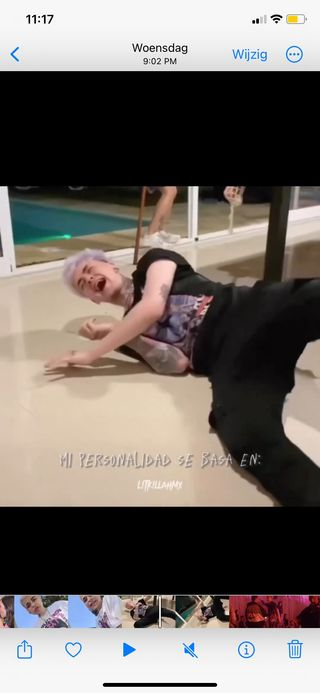 11:17
Woensdag
9:02 PM
Wijzig
MI PERSONALIDAD SE BASA EN:
LITKILLAHMX